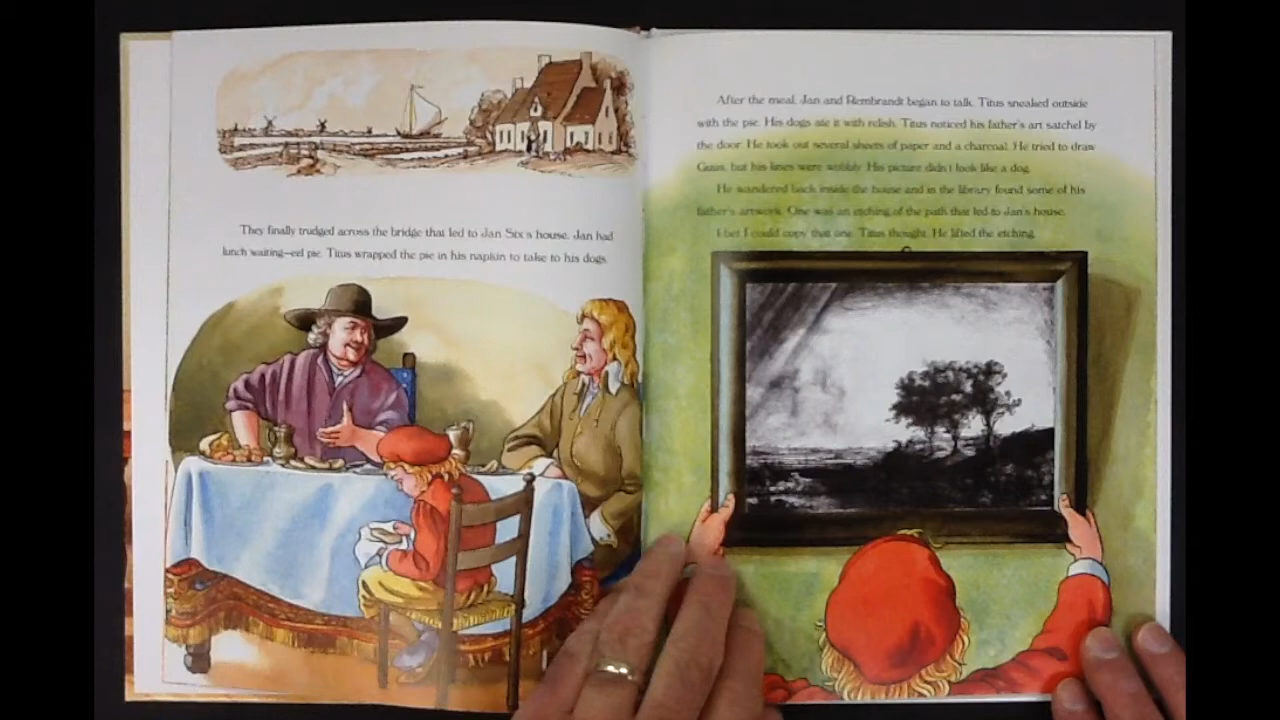 They finally trudged across the bridge that led to Jan Six's house. Jan had
lunch waiting—eel pie. Titus wrapped the pie in his napkin to take to his dogs.
After the meal, Jan and Rembrandt began to talk. Titus sneaked outside
with the pie. His dogs ate it with relish. Titus noticed his father's art satchel by
the door. He took out several sheets of paper and a charcoal. He tried to draw
Guus, but his lines were wobbly. His picture didn't look like a dog.
He wandered back inside the house and in the library found some of his
father's artwork. One was an etching of the path that led to Jan's house.
I bet I could copy that one, Titus thought. He lifted the etching.